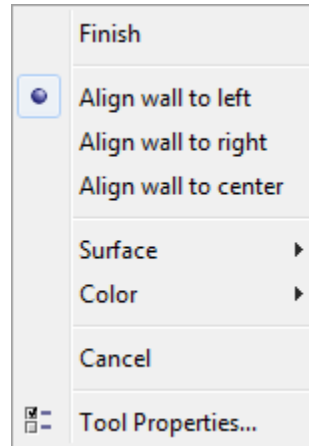 Finish
Align wall to left
Align wall to right
Align wall to center
Surface
Color
Cancel
Tool Properties...